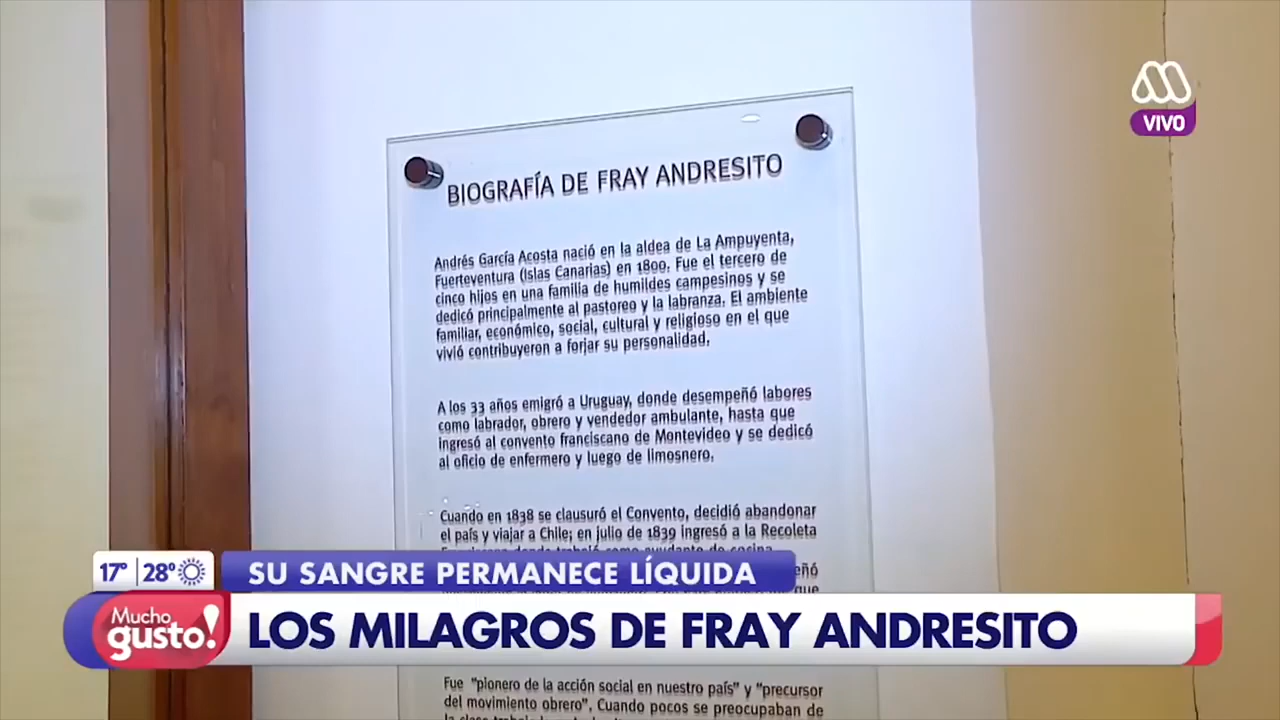 VIVO
BIOGRAFÍA DE FRAY ANDRESITO
Andrés García Acosta nació en la aldea de La Ampuyenta,
Fuerteventura (Islas Canarias) en 1800. Fue el tercero de
cinco hijos en una familia de humildes campesinos y se
dedicó principalmente al pastoreo y la labranza. El ambiente
familiar, económico, social, cultural y religioso en el que
vivió contribuyeron a forjar su personalidad.
A los 33 años emigró a Uruguay, donde desempeñó labores
como labrador, obrero y vendedor ambulante, hasta que
ingresó al convento franciscano de Montevideo y se dedicó
al oficio de enfermero y luego de limosnero.
Cuando en 1838 se clausuró el Convento, decidió abandonar
el país y viajar a Chile; en julio de 1839 ingresó a la Recoleta
17° 28°
SU SANGRE PERMANECE LÍQUIDA
Mucho gusto!
LOS MILAGROS DE FRAY ANDRESITO
Fue "pionero de la acción social en nuestro país" y "precursor
del movimiento obrero". Cuando pocos se preocupaban de